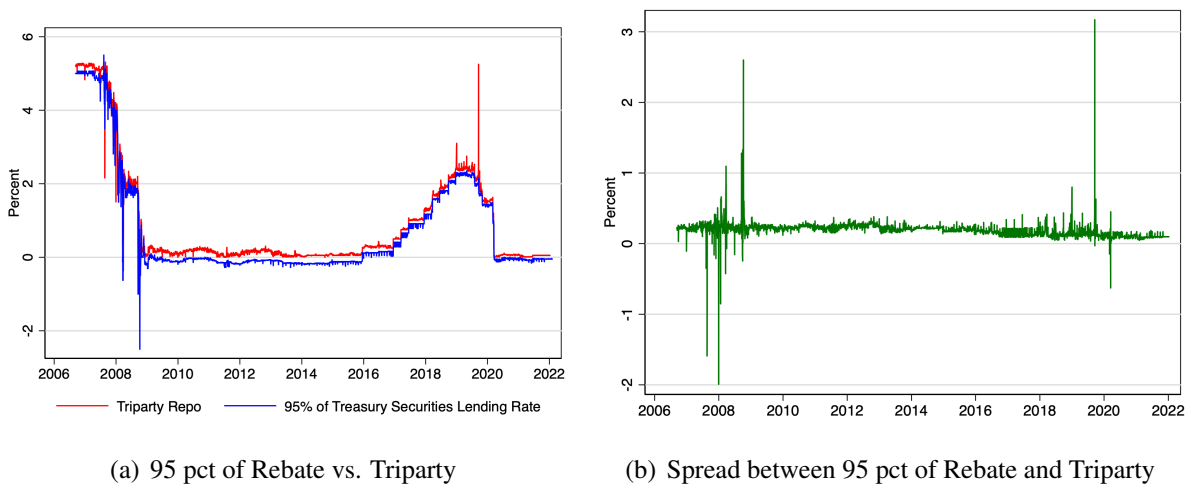 Percent
6
4
2
0
-2
2006 2008 2010 2012 2014 2016 2018 2020 2022
Triparty Repo 95% of Treasury Securities Lending Rate
(a) 95 pct of Rebate vs. Triparty
Percent
3
2
1
0
-1
-2
2006 2008 2010 2012 2014 2016 2018 2020 2022
(b) Spread between 95 pct of Rebate and Triparty